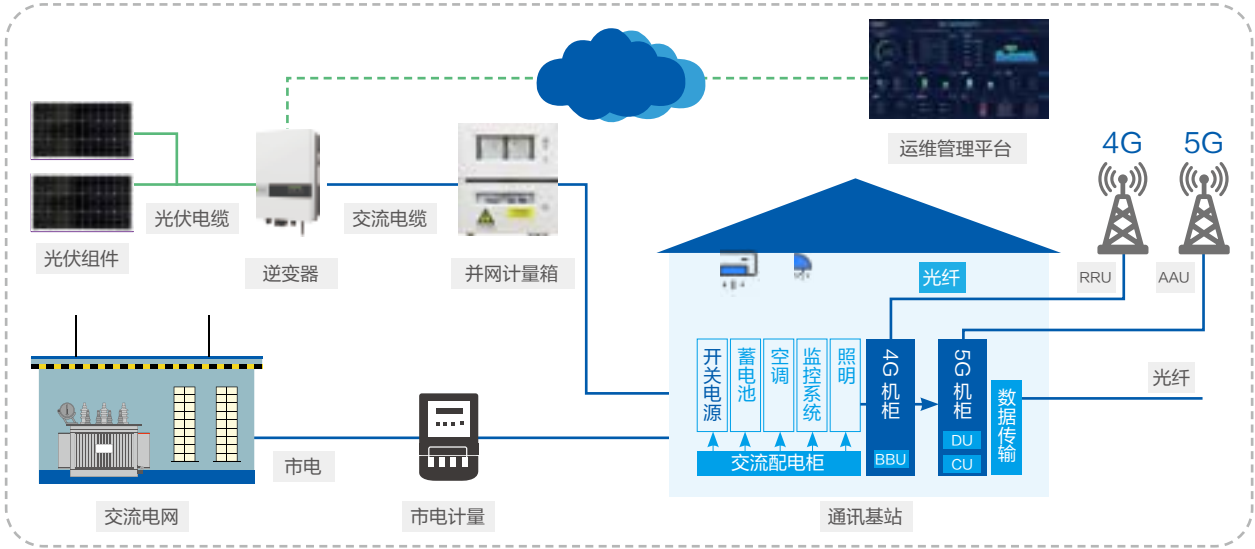 运维管理平台
4G
5G
光伏电缆
交流电缆
光伏组件
逆变器
并网计量箱
光纤
RRU
AAU
开关电源
蓄电池
空调
监控系统
照明
4G机柜
5G机柜
光纤
数据传输
BBU
DU
CU
交流配电柜
市电
交流电网
市电计量
通讯基站